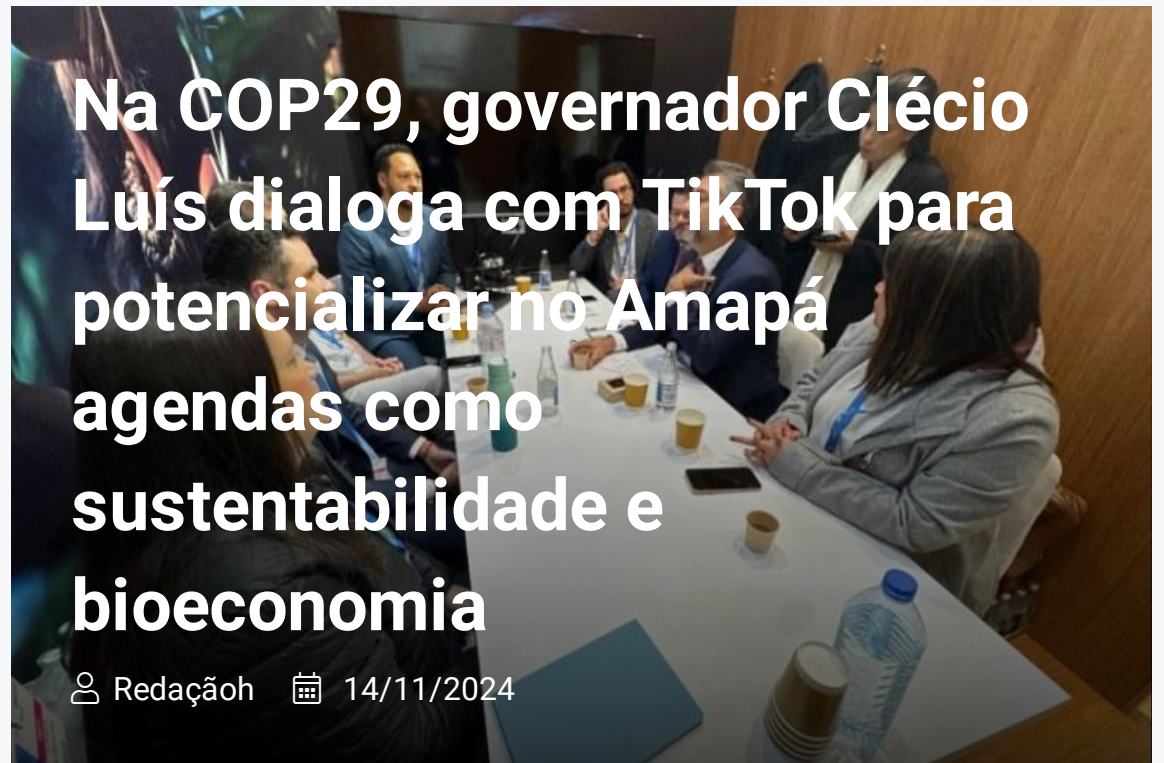 Na COP29, governador Clécio
Luís dialoga com TikTok para
potencializar no Amapá
agendas como
sustentabilidade e
bioeconomia
Redaçãoh 14/11/2024